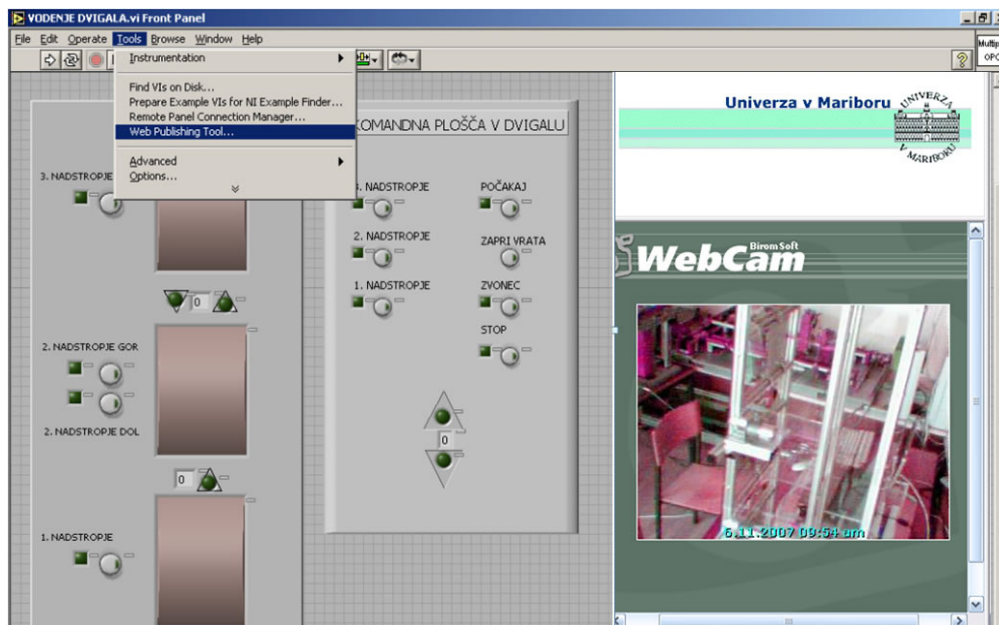 VODENJE DVIGALA.vi Front Panel
File Edit Operate Tools Browse Window Help
Instrumentation
Find VIs on Disk...
Prepare Example VIs for NI Example Finder...
Remote Panel Connection Manager...
Web Publishing Tool...
Advanced
Options...
3. NADSTROPJE
0
2. NADSTROPJE GOR
2. NADSTROPJE DOL
0
1. NADSTROPJE
KOMANDNA PLOŠČA V DVIGALU
3. NADSTROPJE
POČAKAJ
2. NADSTROPJE
ZAPRI VRATA
1. NADSTROPJE
ZVONEC
STOP
0
Univerza v Mariboru
UNIVERZA
V MARIBORU
Birom Soft
WebCam
6.11.2007 09:54 am